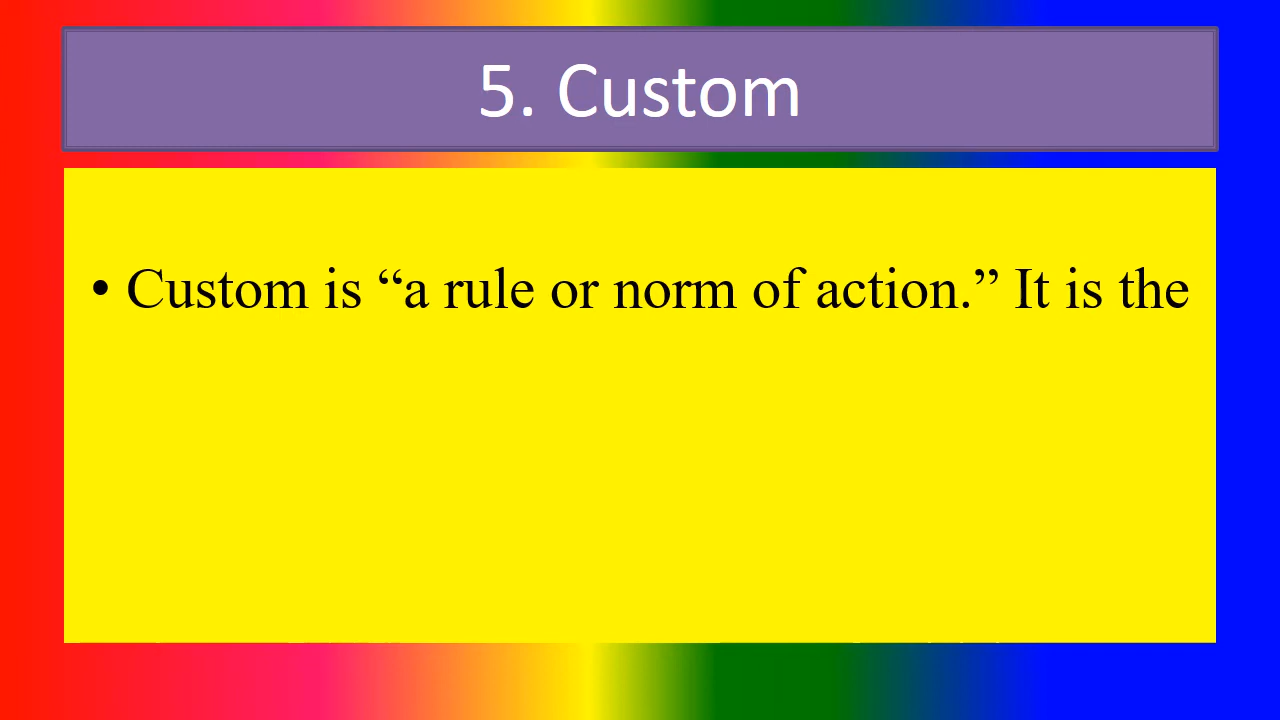 5. Custom
• Custom is “a rule or norm of action.” It is the